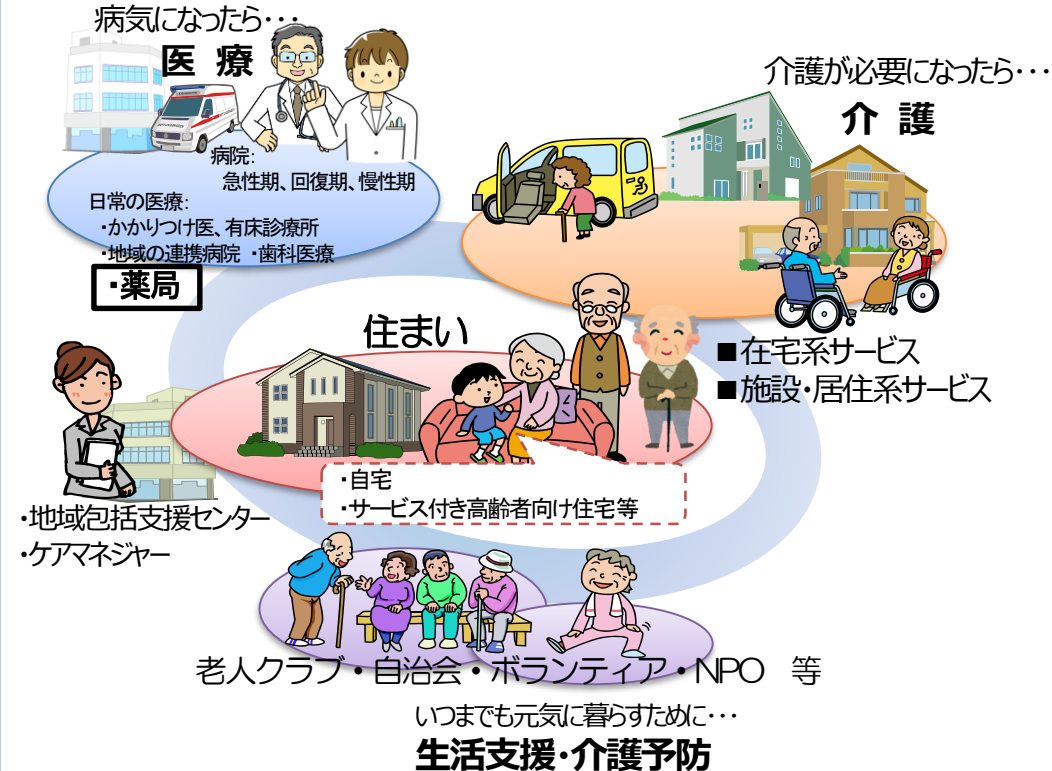 病気になったら･･･
医 療
病院:
急性期、回復期、慢性期
日常の医療:
・かかりつけ医、有床診療所
・地域の連携病院 ・歯科医療
・薬局
介護が必要になったら･･･
介 護
■在宅系サービス
■施設・居住系サービス
住まい
・自宅
・サービス付き高齢者向け住宅等
・地域包括支援センター
・ケアマネジャー
老人クラブ・自治会・ボランティア・NPO 等
いつまでも元気に暮らすために･･･
生活支援・介護予防